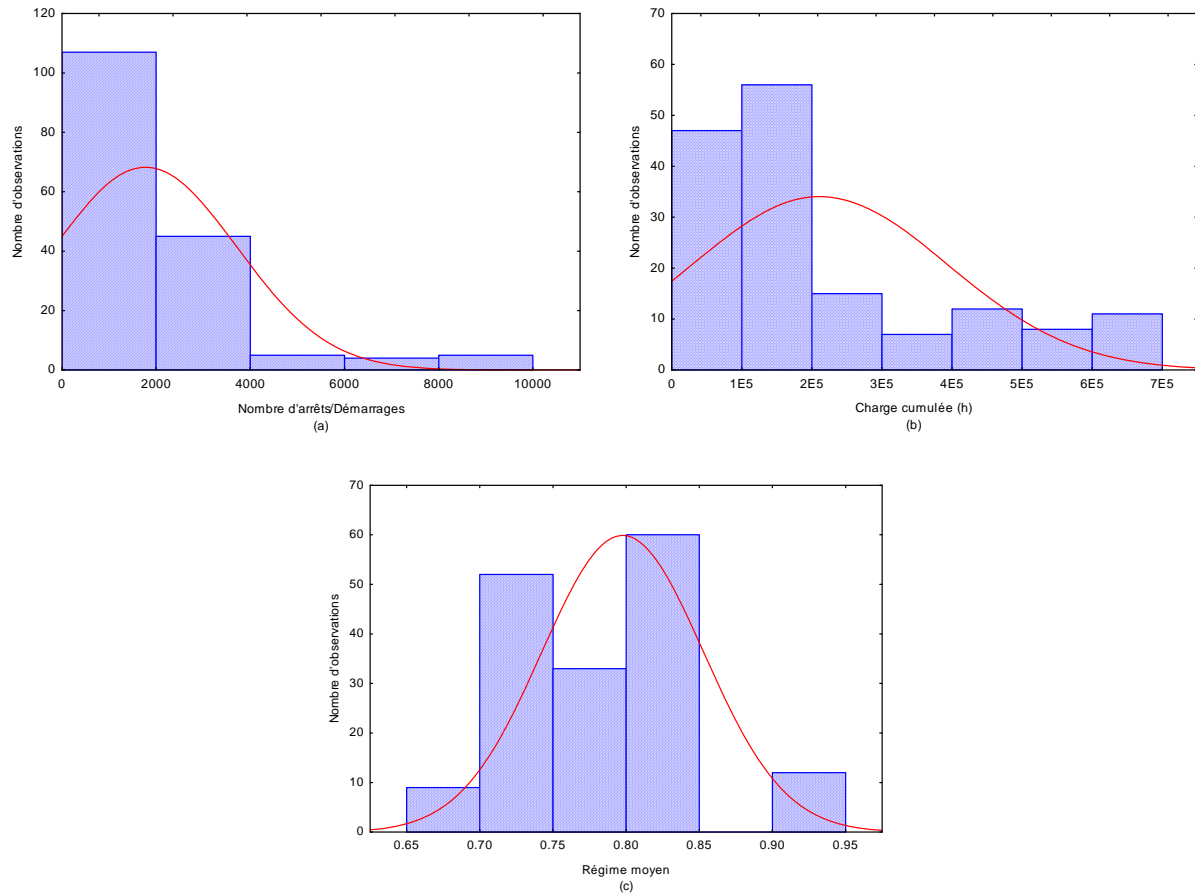 120
100
80
60
40
20
0
Nombre d'observations
0 2000 4000 6000 8000 10000
Nombre d'arrêts/Démarrages
(a)
70
60
50
40
30
20
10
0
Nombre d'observations
0 1E5 2E5 3E5 4E5 5E5 6E5 7E5
Charge cumulée (h)
(b)
70
60
50
40
30
20
10
0
Nombre d'observations
0.65 0.70 0.75 0.80 0.85 0.90 0.95
Régime moyen
(c)